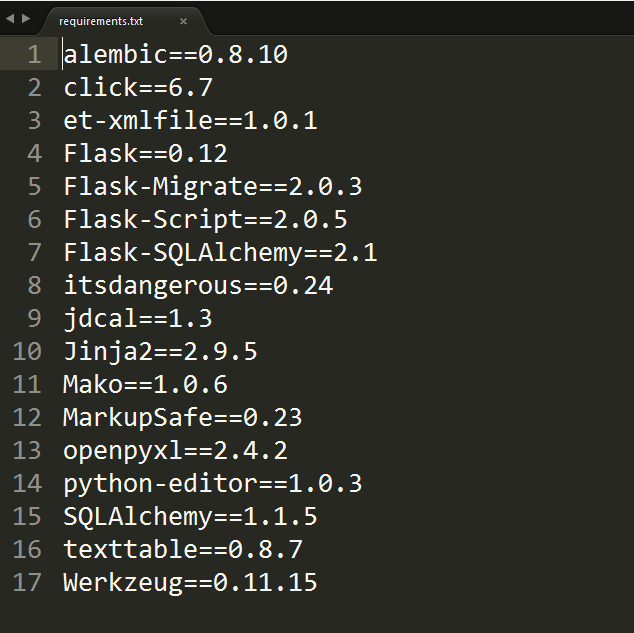 requirements.txt ×
1 alembic==0.8.10
2 click==6.7
3 et-xmlfile==1.0.1
4 Flask==0.12
5 Flask-Migrate==2.0.3
6 Flask-Script==2.0.5
7 Flask-SQLAlchemy==2.1
8 itsdangerous==0.24
9 jdcal==1.3
10 Jinja2==2.9.5
11 Mako==1.0.6
12 MarkupSafe==0.23
13 openpyxl==2.4.2
14 python-editor==1.0.3
15 SQLAlchemy==1.1.5
16 texttable==0.8.7
17 Werkzeug==0.11.15